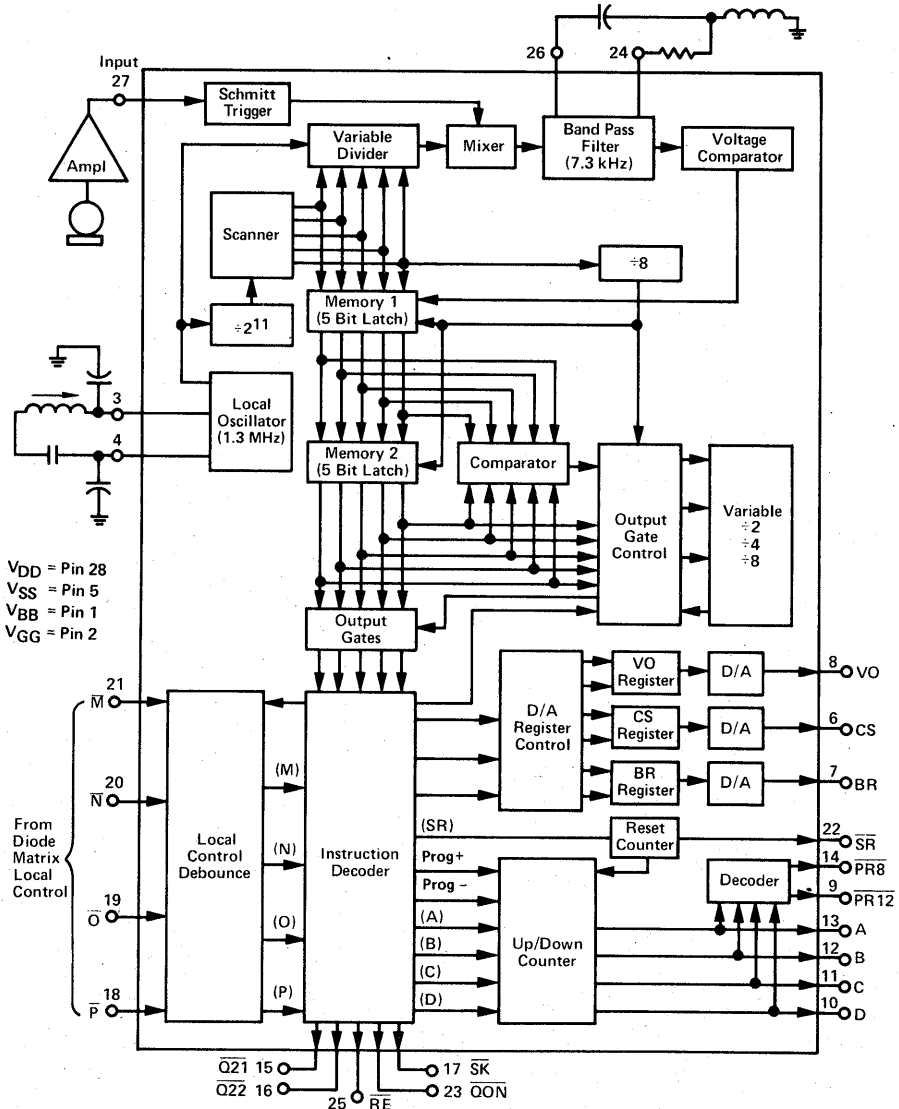 26
24
Input
27
Schmitt
Trigger
Ampl
Variable
Divider
Mixer
Band Pass
Filter
(7.3 kHz)
Voltage
Comparator
Scanner
÷8
Memory 1
(5 Bit Latch)
÷2¹¹
3
4
Local
Oscillator
(1.3 MHz)
Memory 2
(5 Bit Latch)
Comparator
Output
Gate
Control
Variable
÷2
÷4
÷8
VDD = Pin 28
VSS = Pin 5
VBB = Pin 1
VGG = Pin 2
Output
Gates
21
M̅
20
N̅
From
Diode
Matrix
Local
Control
19
O̅
18
P̅
Local
Control
Debounce
(M)
(N)
(O)
(P)
Instruction
Decoder
D/A
Register
Control
VO
Register
D/A
8
VO
CS
Register
D/A
6
CS
BR
Register
D/A
7
BR
(SR)
Reset
Counter
22
S̅R̅
Prog+
Prog –
(A)
(B)
(C)
(D)
Up/Down
Counter
Decoder
14
P̅R̅8̅
9
P̅R̅1̅2̅
13
A
12
B
11
C
10
D
Q̅2̅1̅ 15
Q̅2̅2̅ 16
25 R̅E̅
17 S̅K̅
23 Q̅O̅N̅